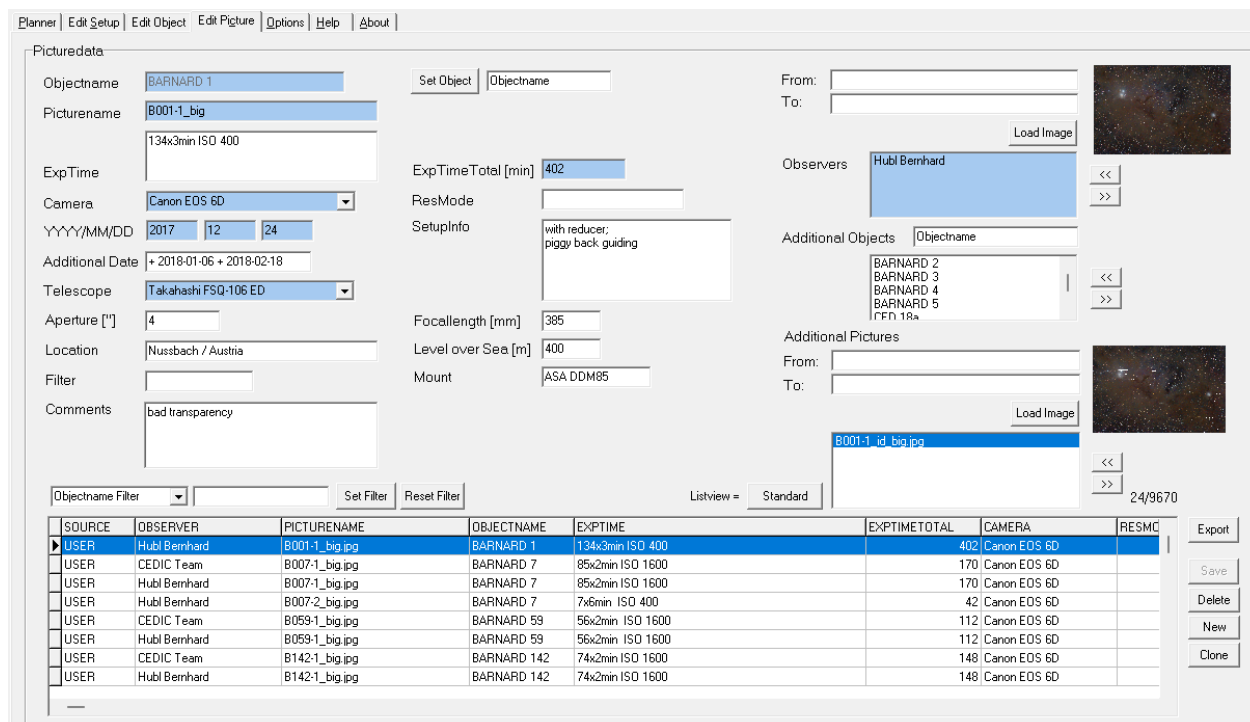 Planner Edit Setup Edit Object Edit Picture Options Help About
Picturedata
Objectname BARNARD 1 Set Object Objectname From:
Picturename B001-1_big To:
Load Image
ExpTime 134x3min ISO 400 ExpTimeTotal [min] 402 Observers Hubl Bernhard
<<
>>
Camera Canon EOS 6D ResMode
YYYY/MM/DD 2017 12 24 SetupInfo with reducer;
piggy back guiding
Additional Objects Objectname
Additional Date + 2018-01-06 + 2018-02-18
BARNARD 2
BARNARD 3
BARNARD 4
BARNARD 5
CED 18a
<<
>>
Telescope Takahashi FSQ-106 ED
Aperture ["] 4 Focallength [mm] 385
Additional Pictures
Location Nussbach / Austria Level over Sea [m] 400 From:
Filter Mount ASA DDM85 To:
Load Image
Comments bad transparency
B001-1_id_big.jpg
<<
>>
24/9670
Objectname Filter Set Filter Reset Filter Listview = Standard
SOURCE OBSERVER PICTURENAME OBJECTNAME EXPTIME EXPTIMETOTAL CAMERA RESMO
USER Hubl Bernhard B001-1_big.jpg BARNARD 1 134x3min ISO 400 402 Canon EOS 6D
USER CEDIC Team B007-1_big.jpg BARNARD 7 85x2min ISO 1600 170 Canon EOS 6D
USER Hubl Bernhard B007-1_big.jpg BARNARD 7 85x2min ISO 1600 170 Canon EOS 6D
USER Hubl Bernhard B007-2_big.jpg BARNARD 7 7x6min ISO 400 42 Canon EOS 6D
USER CEDIC Team B059-1_big.jpg BARNARD 59 56x2min ISO 1600 112 Canon EOS 6D
USER Hubl Bernhard B059-1_big.jpg BARNARD 59 56x2min ISO 1600 112 Canon EOS 6D
USER CEDIC Team B142-1_big.jpg BARNARD 142 74x2min ISO 1600 148 Canon EOS 6D
USER Hubl Bernhard B142-1_big.jpg BARNARD 142 74x2min ISO 1600 148 Canon EOS 6D
Export
Save
Delete
New
Clone